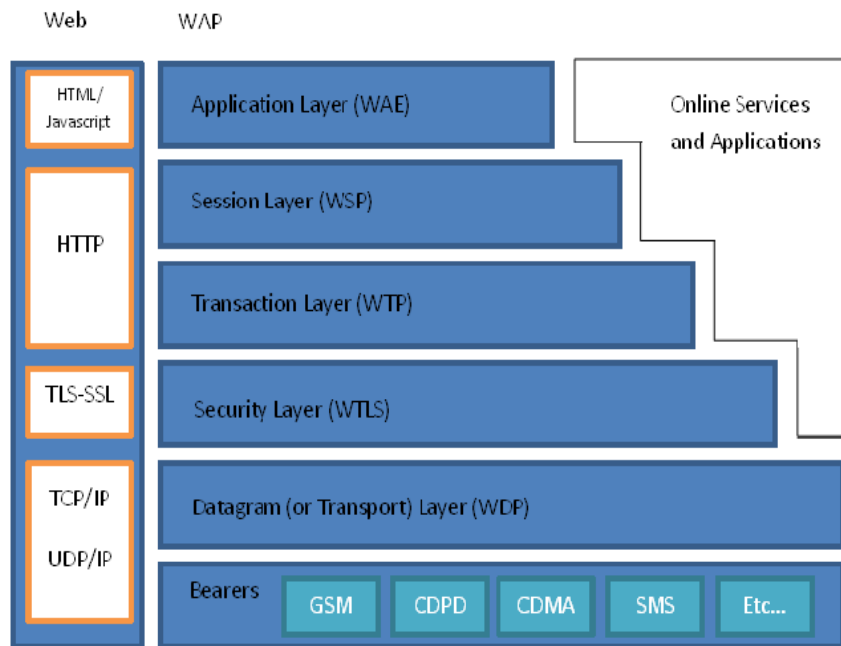 Web
WAP
HTML/
Javascript
Application Layer (WAE)
Online Services
and Applications
HTTP
Session Layer (WSP)
Transaction Layer (WTP)
TLS-SSL
Security Layer (WTLS)
TCP/IP
UDP/IP
Datagram (or Transport) Layer (WDP)
Bearers
GSM
CDPD
CDMA
SMS
Etc...